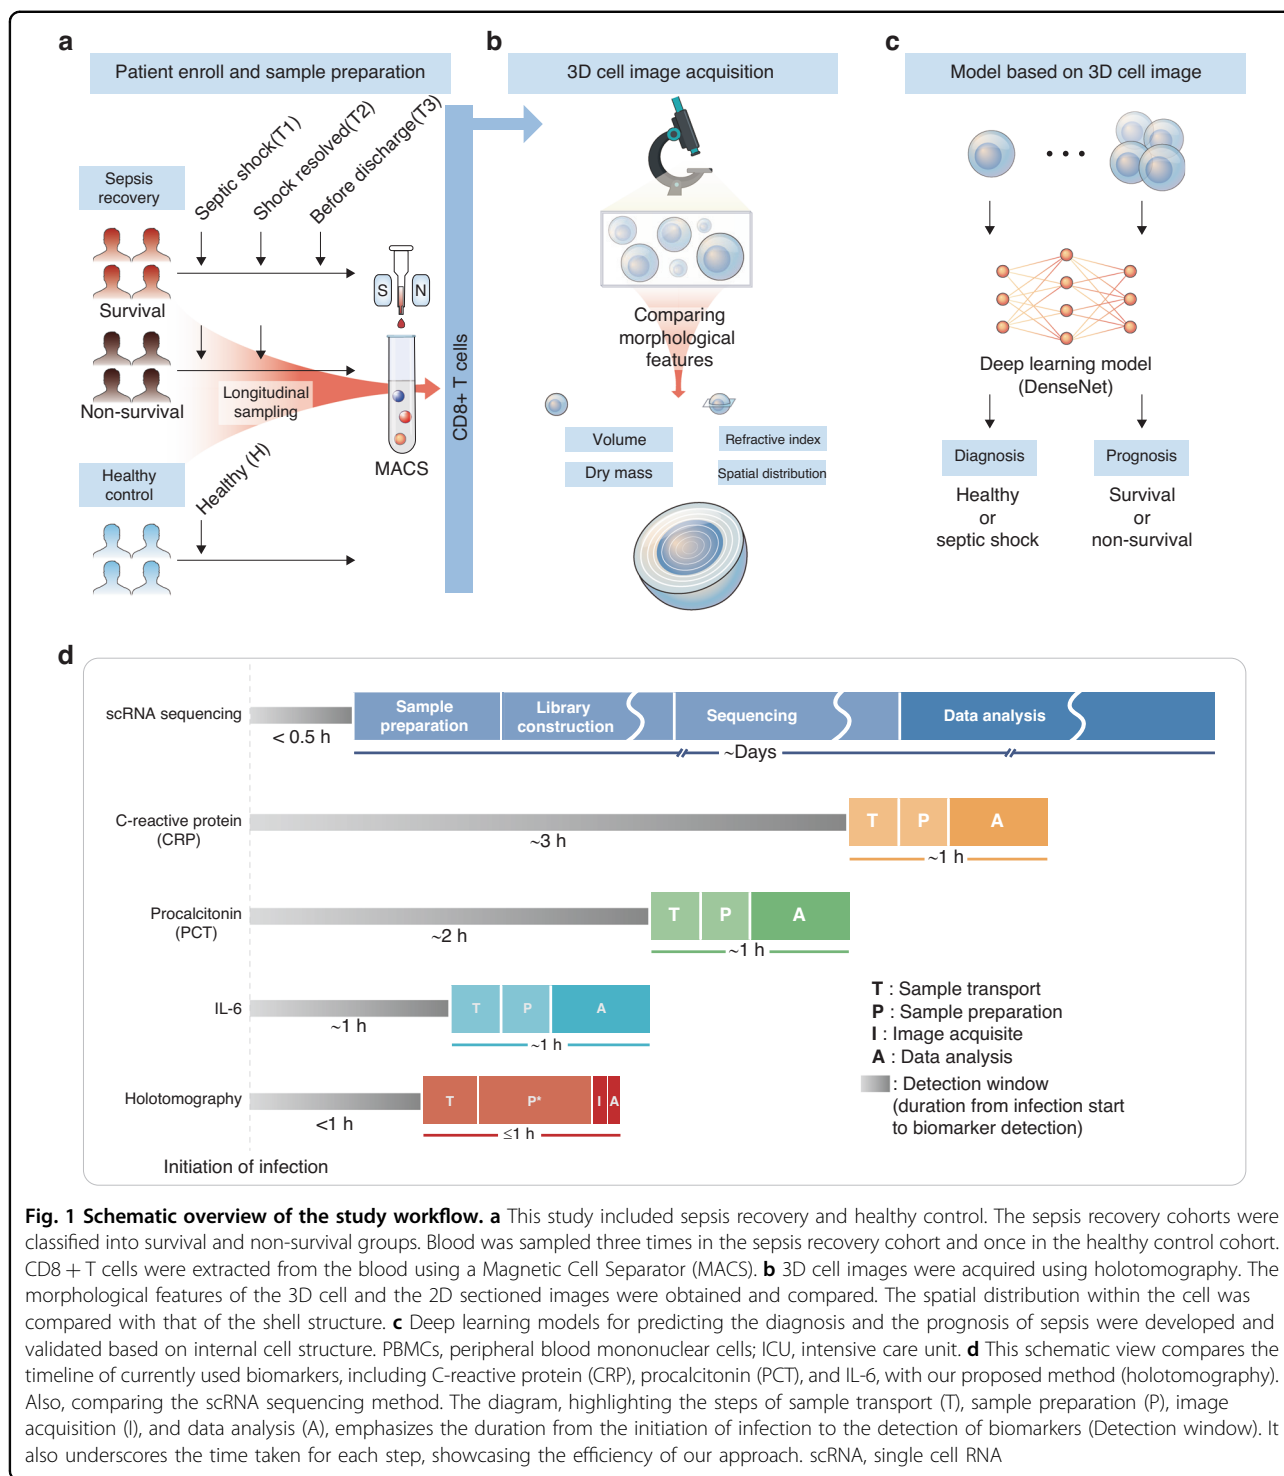 a
Patient enroll and sample preparation
Septic shock(T1)
Shock resolved(T2)
Before discharge(T3)
Sepsis
recovery
Survival
Non-survival
Longitudinal
sampling
S
N
MACS
Healthy
control
Healthy (H)
CD8+ T cells
b
3D cell image acquisition
Comparing
morphological
features
Volume
Refractive index
Dry mass
Spatial distribution
c
Model based on 3D cell image
Deep learning model
(DenseNet)
Diagnosis
Prognosis
Healthy
or
septic shock
Survival
or
non-survival
d
scRNA sequencing
< 0.5 h
Sample
preparation
Library
construction
Sequencing
Data analysis
~Days
C-reactive protein
(CRP)
~3 h
T
P
A
~1 h
Procalcitonin
(PCT)
~2 h
T
P
A
~1 h
IL-6
~1 h
T
P
A
~1 h
Holotomography
<1 h
T
P*
I
A
≤1 h
Initiation of infection
T : Sample transport
P : Sample preparation
I : Image acquisite
A : Data analysis
: Detection window
(duration from infection start
to biomarker detection)
Fig. 1 Schematic overview of the study workflow. a This study included sepsis recovery and healthy control. The sepsis recovery cohorts were
classified into survival and non-survival groups. Blood was sampled three times in the sepsis recovery cohort and once in the healthy control cohort.
CD8 + T cells were extracted from the blood using a Magnetic Cell Separator (MACS). b 3D cell images were acquired using holotomography. The
morphological features of the 3D cell and the 2D sectioned images were obtained and compared. The spatial distribution within the cell was
compared with that of the shell structure. c Deep learning models for predicting the diagnosis and the prognosis of sepsis were developed and
validated based on internal cell structure. PBMCs, peripheral blood mononuclear cells; ICU, intensive care unit. d This schematic view compares the
timeline of currently used biomarkers, including C-reactive protein (CRP), procalcitonin (PCT), and IL-6, with our proposed method (holotomography).
Also, comparing the scRNA sequencing method. The diagram, highlighting the steps of sample transport (T), sample preparation (P), image
acquisition (I), and data analysis (A), emphasizes the duration from the initiation of infection to the detection of biomarkers (Detection window). It
also underscores the time taken for each step, showcasing the efficiency of our approach. scRNA, single cell RNA